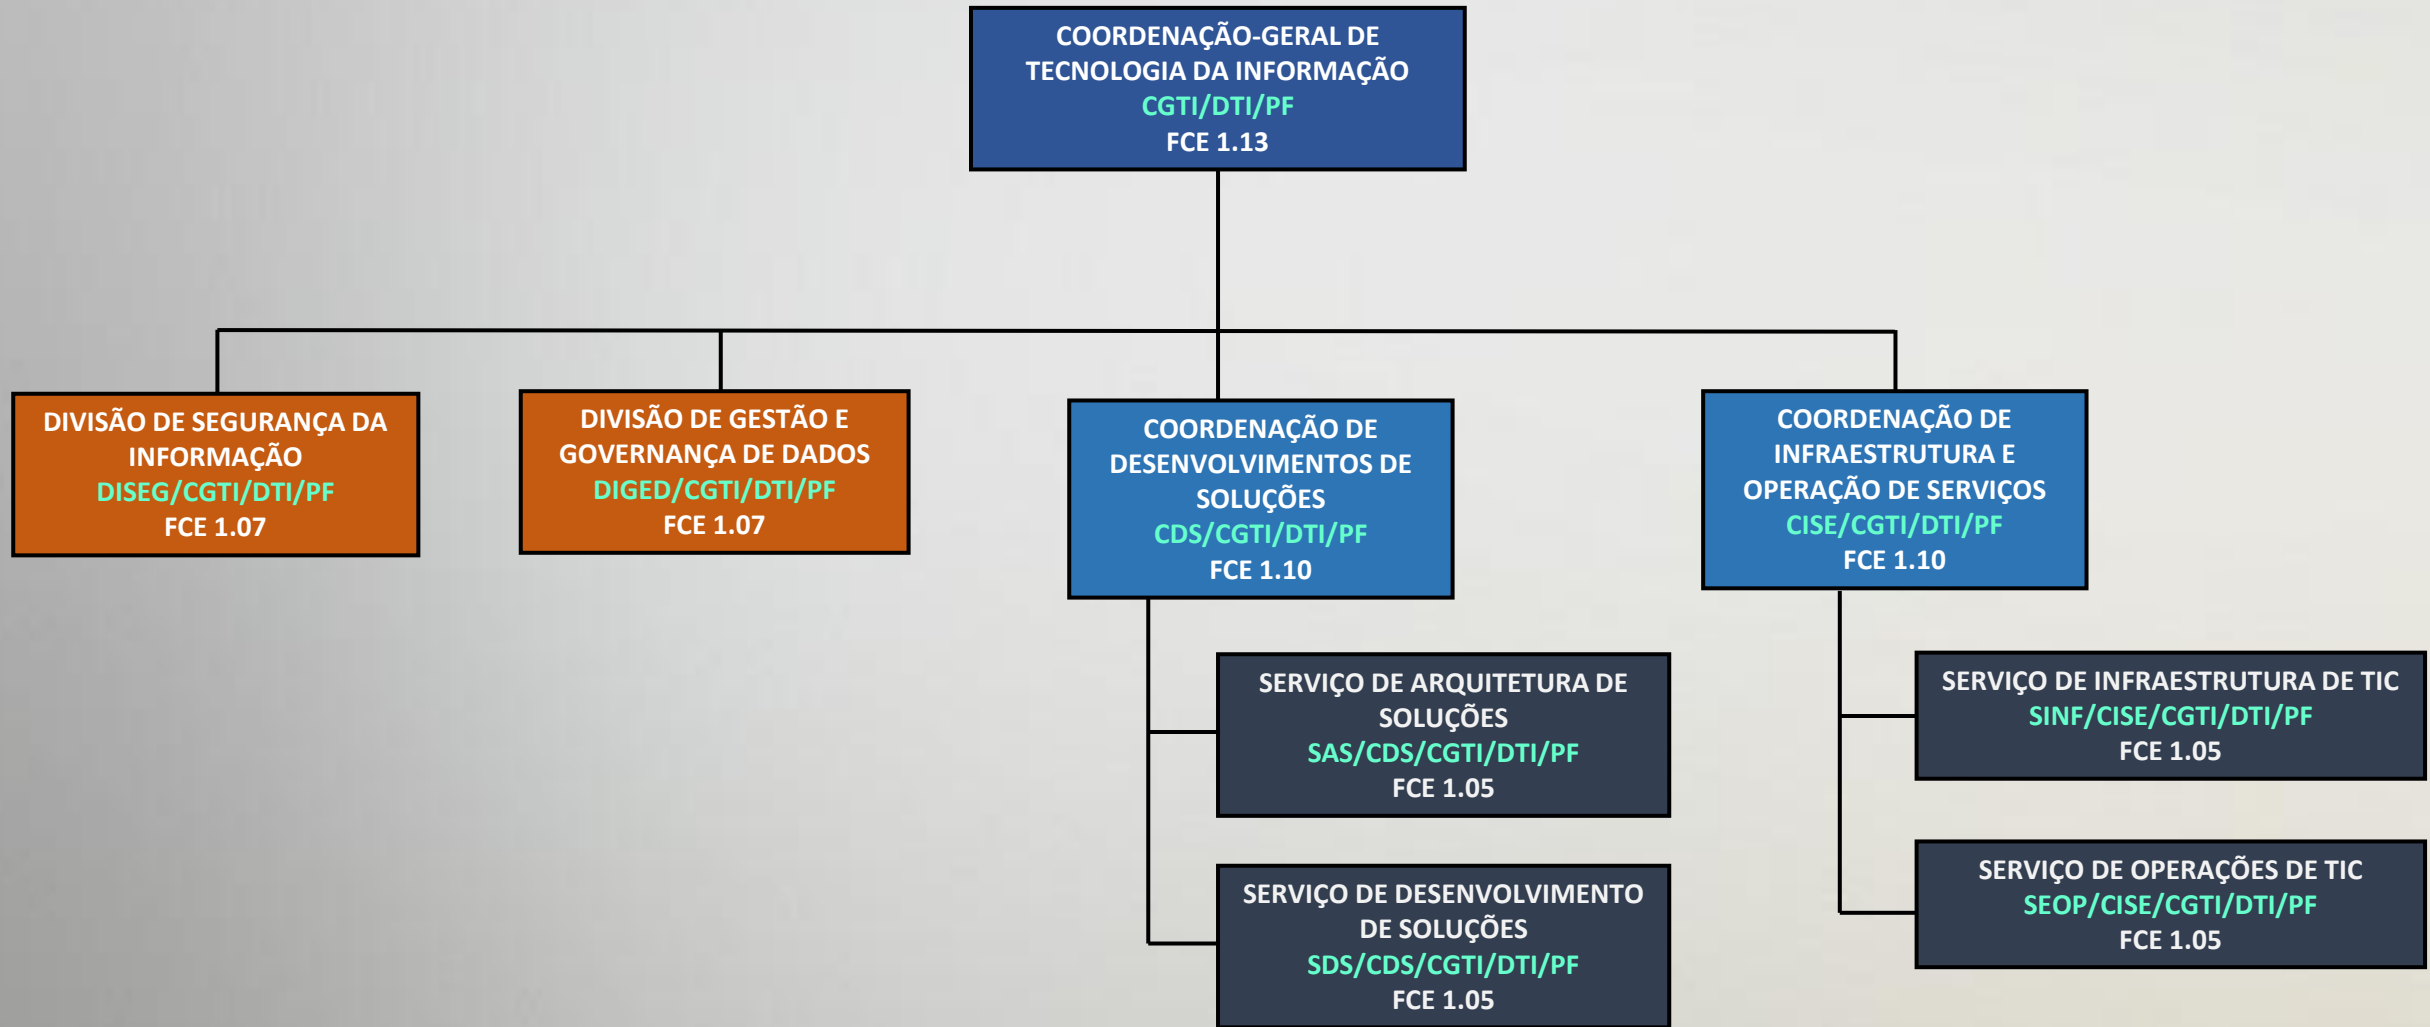 COORDENAÇÃO-GERAL DE
TECNOLOGIA DA INFORMAÇÃO
CGTI/DTI/PF
FCE 1.13
DIVISÃO DE SEGURANÇA DA
INFORMAÇÃO
DISEG/CGTI/DTI/PF
FCE 1.07
DIVISÃO DE GESTÃO E
GOVERNANÇA DE DADOS
DIGED/CGTI/DTI/PF
FCE 1.07
COORDENAÇÃO DE
DESENVOLVIMENTOS DE
SOLUÇÕES
CDS/CGTI/DTI/PF
FCE 1.10
COORDENAÇÃO DE
INFRAESTRUTURA E
OPERAÇÃO DE SERVIÇOS
CISE/CGTI/DTI/PF
FCE 1.10
SERVIÇO DE ARQUITETURA DE
SOLUÇÕES
SAS/CDS/CGTI/DTI/PF
FCE 1.05
SERVIÇO DE DESENVOLVIMENTO
DE SOLUÇÕES
SDS/CDS/CGTI/DTI/PF
FCE 1.05
SERVIÇO DE INFRAESTRUTURA DE TIC
SINF/CISE/CGTI/DTI/PF
FCE 1.05
SERVIÇO DE OPERAÇÕES DE TIC
SEOP/CISE/CGTI/DTI/PF
FCE 1.05